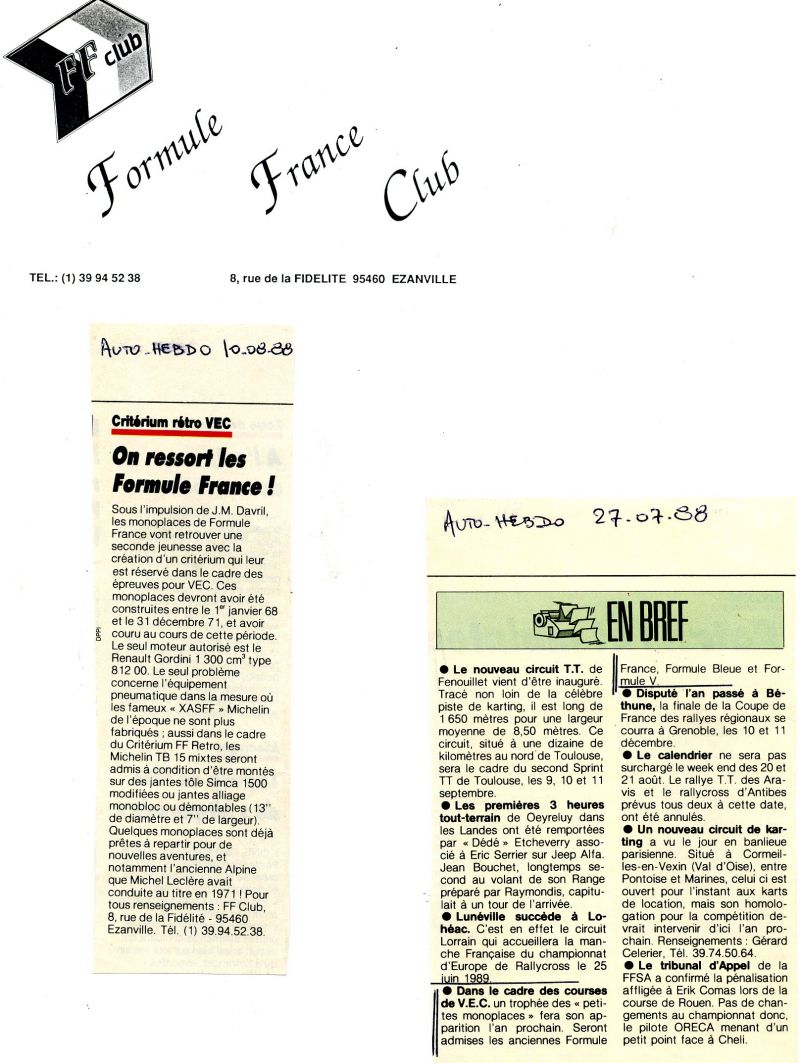 FF club
Formule France Club
TEL.: (1) 39 94 52 38
8, rue de la FIDELITE 95460 EZANVILLE
AUTO-HEBDO 10-08-88
Critérium rétro VEC
On ressort les
Formule France !
Sous l'impulsion de J.M. Davril,
les monoplaces de Formule
France vont retrouver une
seconde jeunesse avec la
création d'un critérium qui leur
est réservé dans le cadre des
épreuves pour VEC. Ces
monoplaces devront avoir été
construites entre le 1er janvier 68
et le 31 décembre 71, et avoir
couru au cours de cette période.
Le seul moteur autorisé est le
Renault Gordini 1 300 cm³ type
812 00. Le seul problème
concerne l'équipement
pneumatique dans la mesure où
les fameux « XASFF » Michelin
de l'époque ne sont plus
fabriqués ; aussi dans le cadre
du Critérium FF Retro, les
Michelin TB 15 mixtes seront
admis à condition d'être montés
sur des jantes tôle Simca 1500
modifiées ou jantes alliage
monobloc ou démontables (13"
de diamètre et 7" de largeur).
Quelques monoplaces sont déjà
prêtes à repartir pour de
nouvelles aventures, et
notamment l'ancienne Alpine
que Michel Leclère avait
conduite au titre en 1971 ! Pour
tous renseignements : FF Club,
8, rue de la Fidélité - 95460
Ezanville. Tél. (1) 39.94.52.38.
DPPI
AUTO-HEBDO 27-07-88
EN BREF
● Le nouveau circuit T.T. de
Fenouillet vient d'être inauguré.
Tracé non loin de la célèbre
piste de karting, il est long de
1 650 mètres pour une largeur
moyenne de 8,50 mètres. Ce
circuit, situé à une dizaine de
kilomètres au nord de Toulouse,
sera le cadre du second Sprint
TT de Toulouse, les 9, 10 et 11
septembre.
● Les premières 3 heures
tout-terrain de Oeyreluy dans
les Landes ont été remportées
par « Dédé » Etcheverry asso-
cié à Eric Serrier sur Jeep Alfa.
Jean Bouchet, longtemps se-
cond au volant de son Range
préparé par Raymondis, capitu-
lait à un tour de l'arrivée.
● Lunéville succède à Lo-
héac. C'est en effet le circuit
Lorrain qui accueillera la man-
che Française du championnat
d'Europe de Rallycross le 25
juin 1989.
● Dans le cadre des courses
de V.E.C. un trophée des « peti-
tes monoplaces » fera son ap-
parition l'an prochain. Seront
admises les anciennes Formule
France, Formule Bleue et For-
mule V.
● Disputé l'an passé à Bé-
thune, la finale de la Coupe de
France des rallyes régionaux se
courra à Grenoble, les 10 et 11
décembre.
● Le calendrier ne sera pas
surchargé le week end des 20 et
21 août. Le rallye T.T. des Ara-
vis et le rallycross d'Antibes
prévus tous deux à cette date,
ont été annulés.
● Un nouveau circuit de kar-
ting a vu le jour en banlieue
parisienne. Situé à Cormeil-
les-en-Vexin (Val d'Oise), entre
Pontoise et Marines, celui ci est
ouvert pour l'instant aux karts
de location, mais son homolo-
gation pour la compétition de-
vrait intervenir d'ici l'an pro-
chain. Renseignements : Gérard
Celerier, Tél. 39.74.50.64.
● Le tribunal d'Appel de la
FFSA a confirmé la pénalisation
affligée à Erik Comas lors de la
course de Rouen. Pas de chan-
gements au championnat donc,
le pilote ORECA menant d'un
petit point face à Cheli.